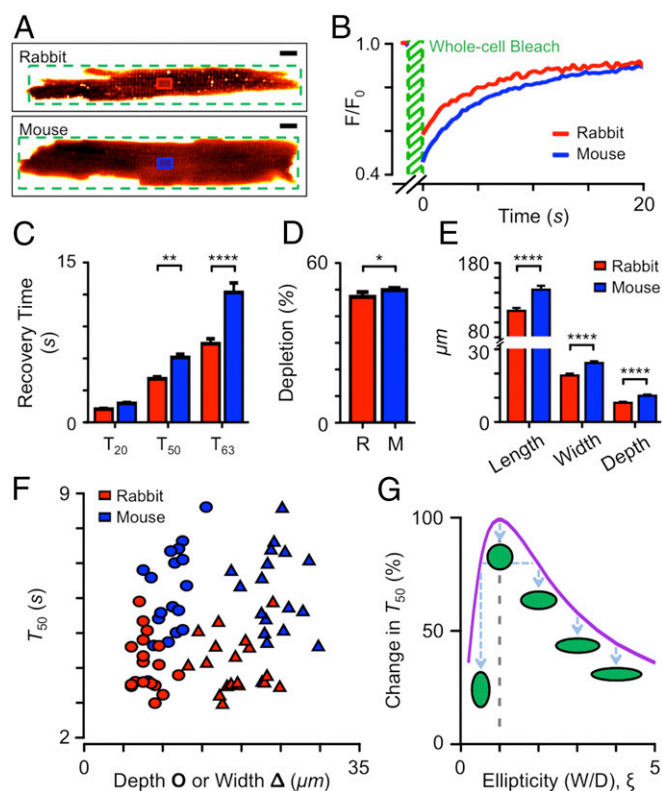 A
Rabbit
Mouse
B
Whole-cell Bleach
1.0
F/F0
0.4
Rabbit
Mouse
0
20
Time (s)
C
15
Recovery Time
(s)
0
**
****
T20
T50
T63
D
60
Depletion (%)
0
*
R
M
E
180
80
30
0
µm
****
****
****
Rabbit
Mouse
Length
Width
Depth
F
9
T50 (s)
2
Rabbit
Mouse
0
35
Depth O or Width Δ (µm)
G
100
50
0
Change in T50 (%)
0
5
Ellipticity (W/D), ξ